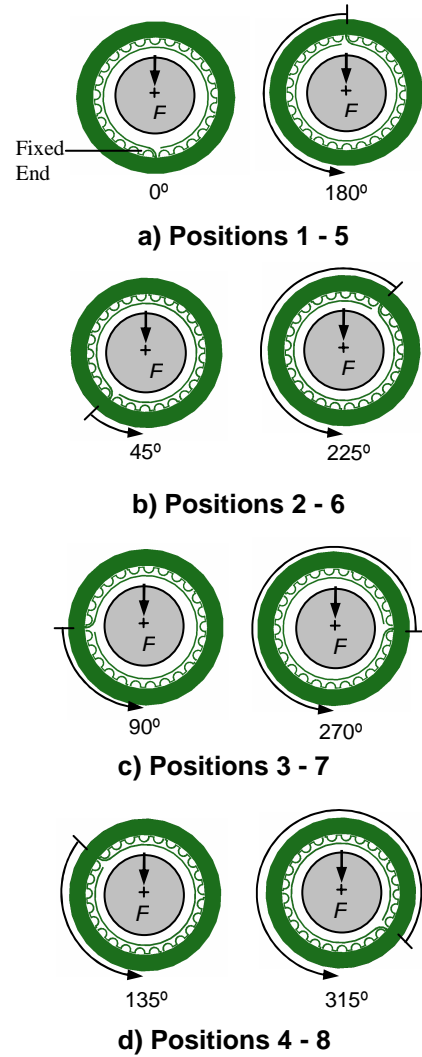 F
F
Fixed
End
0º
180º
a) Positions 1 - 5
F
F
45º
225º
b) Positions 2 - 6
F
F
90º
270º
c) Positions 3 - 7
F
F
135º
315º
d) Positions 4 - 8